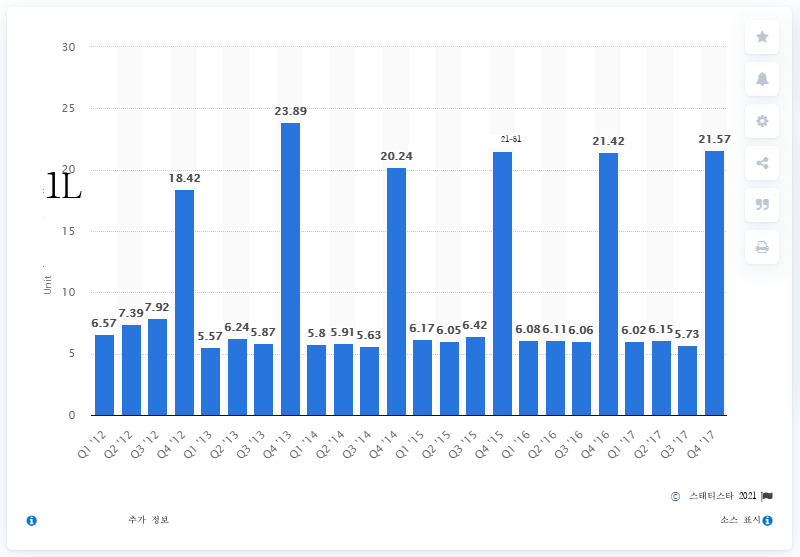 30
25
20
15
10
5
0
1L
Unit
6.57
7.39
7.92
18.42
5.57
6.24
5.87
23.89
5.8
5.91
5.63
20.24
6.17
6.05
6.42
21-61
6.08
6.11
6.06
21.42
6.02
6.15
5.73
21.57
Q1 '12
Q2 '12
Q3 '12
Q4 '12
Q1 '13
Q2 '13
Q3 '13
Q4 '13
Q1 '14
Q2 '14
Q3 '14
Q4 '14
Q1 '15
Q2 '15
Q3 '15
Q4 '15
Q1 '16
Q2 '16
Q3 '16
Q4 '16
Q1 '17
Q2 '17
Q3 '17
Q4 '17
© 스태티스타 2021
추가 정보
소스 표시